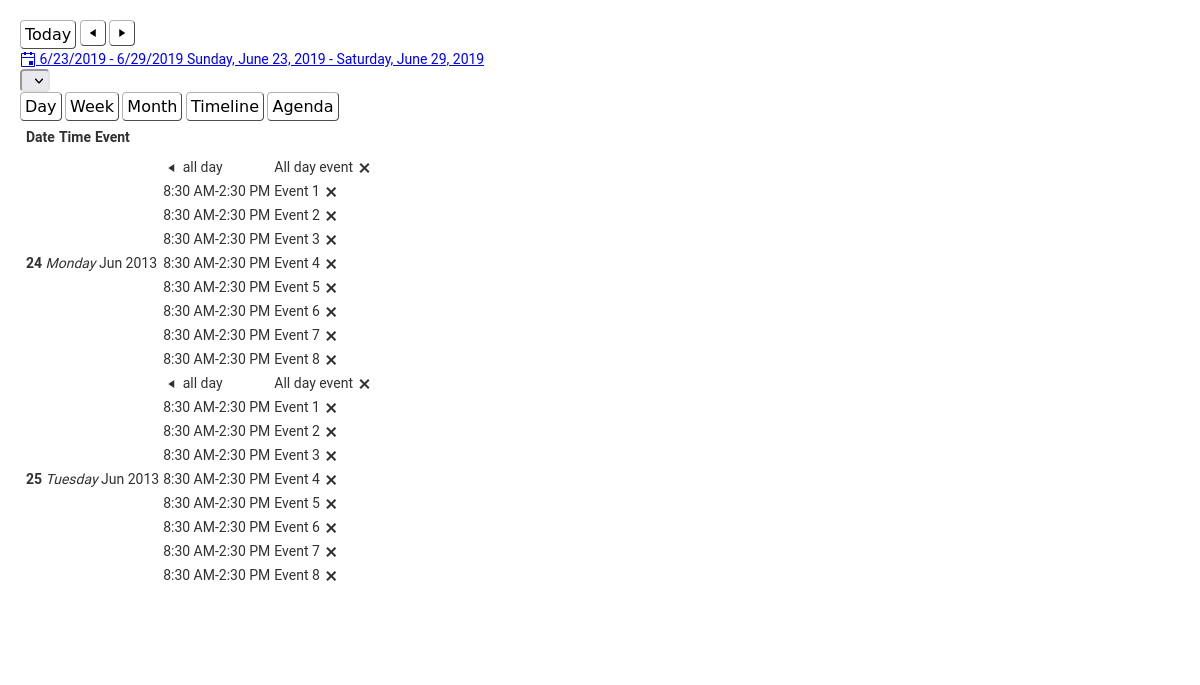 Today
6/23/2019 - 6/29/2019 Sunday, June 23, 2019 - Saturday, June 29, 2019
Day Week Month Timeline Agenda
Date Time Event
all day All day event
8:30 AM-2:30 PM Event 1
8:30 AM-2:30 PM Event 2
8:30 AM-2:30 PM Event 3
24 Monday Jun 2013 8:30 AM-2:30 PM Event 4
8:30 AM-2:30 PM Event 5
8:30 AM-2:30 PM Event 6
8:30 AM-2:30 PM Event 7
8:30 AM-2:30 PM Event 8
all day All day event
8:30 AM-2:30 PM Event 1
8:30 AM-2:30 PM Event 2
8:30 AM-2:30 PM Event 3
25 Tuesday Jun 2013 8:30 AM-2:30 PM Event 4
8:30 AM-2:30 PM Event 5
8:30 AM-2:30 PM Event 6
8:30 AM-2:30 PM Event 7
8:30 AM-2:30 PM Event 8